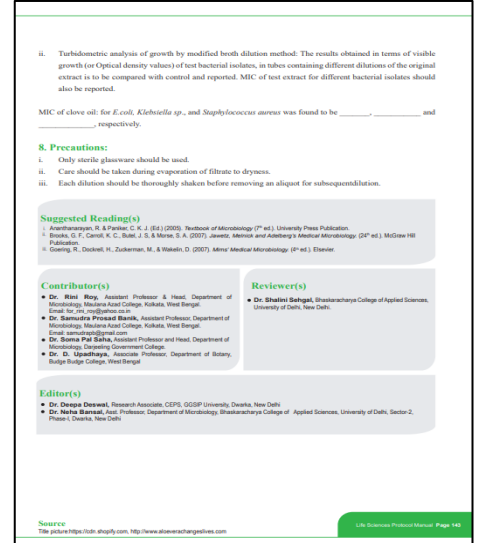 ii. Turbidometric analysis of growth by modified broth dilution method: The results obtained in terms of visible
growth (or Optical density values) of test bacterial isolates, in tubes containing different dilutions of the original
extract is to be compared with control and reported. MIC of test extract for different bacterial isolates should
also be reported.
MIC of clove oil: for E.coli, Klebsiella sp., and Staphylococcus aureus was found to be _______, ___________ and
_____________, respectively.
8. Precautions:
i. Only sterile glassware should be used.
ii. Care should be taken during evaporation of filtrate to dryness.
iii. Each dilution should be thoroughly shaken before removing an aliquot for subsequentdilution.
Suggested Reading(s)
i. Ananthanarayan, R. & Paniker, C. K. J. (Ed.) (2005). Textbook of Microbiology (7th ed.). University Press Publication.
ii. Brooks, G. F., Carroll, K. C., Butel, J. S, & Morse, S. A. (2007). Jawetz, Melnick and Adelberg's Medical Microbiology. (24th ed.). McGraw Hill
Publication.
iii. Goering, R., Dockrell, H., Zuckerman, M., & Wakelin, D. (2007). Mims' Medical Microbiology. (4th ed.). Elsevier.
Contributor(s)
● Dr. Rini Roy, Assistant Professor & Head, Department of
Microbiology, Maulana Azad College, Kolkata, West Bengal.
Email: for_rini_roy@yahoo.co.in
● Dr. Samudra Prosad Banik, Assistant Professor, Department of
Microbiology, Maulana Azad College, Kolkata, West Bengal.
Email: samudrapb@gmail.com
● Dr. Soma Pal Saha, Assistant Professor and Head, Department of
Microbiology, Darjeeling Government College.
● Dr. D. Upadhaya, Associate Professor, Department of Botany,
Budge Budge College, West Bengal
Reviewer(s)
● Dr. Shalini Sehgal, Bhaskaracharya College of Applied Sciences,
University of Delhi, New Delhi.
Editor(s)
● Dr. Deepa Deswal, Research Associate, CEPS, GGSIP University, Dwarka, New Delhi
● Dr. Neha Bansal, Asst. Professor, Department of Microbiology, Bhaskaracharya College of Applied Sciences, University of Delhi, Sector-2,
Phase-I, Dwarka, New Delhi
Source
Title picture:https://cdn.shopify.com, http://www.aloeverachangeslives.com
Life Sciences Protocol Manual Page 143